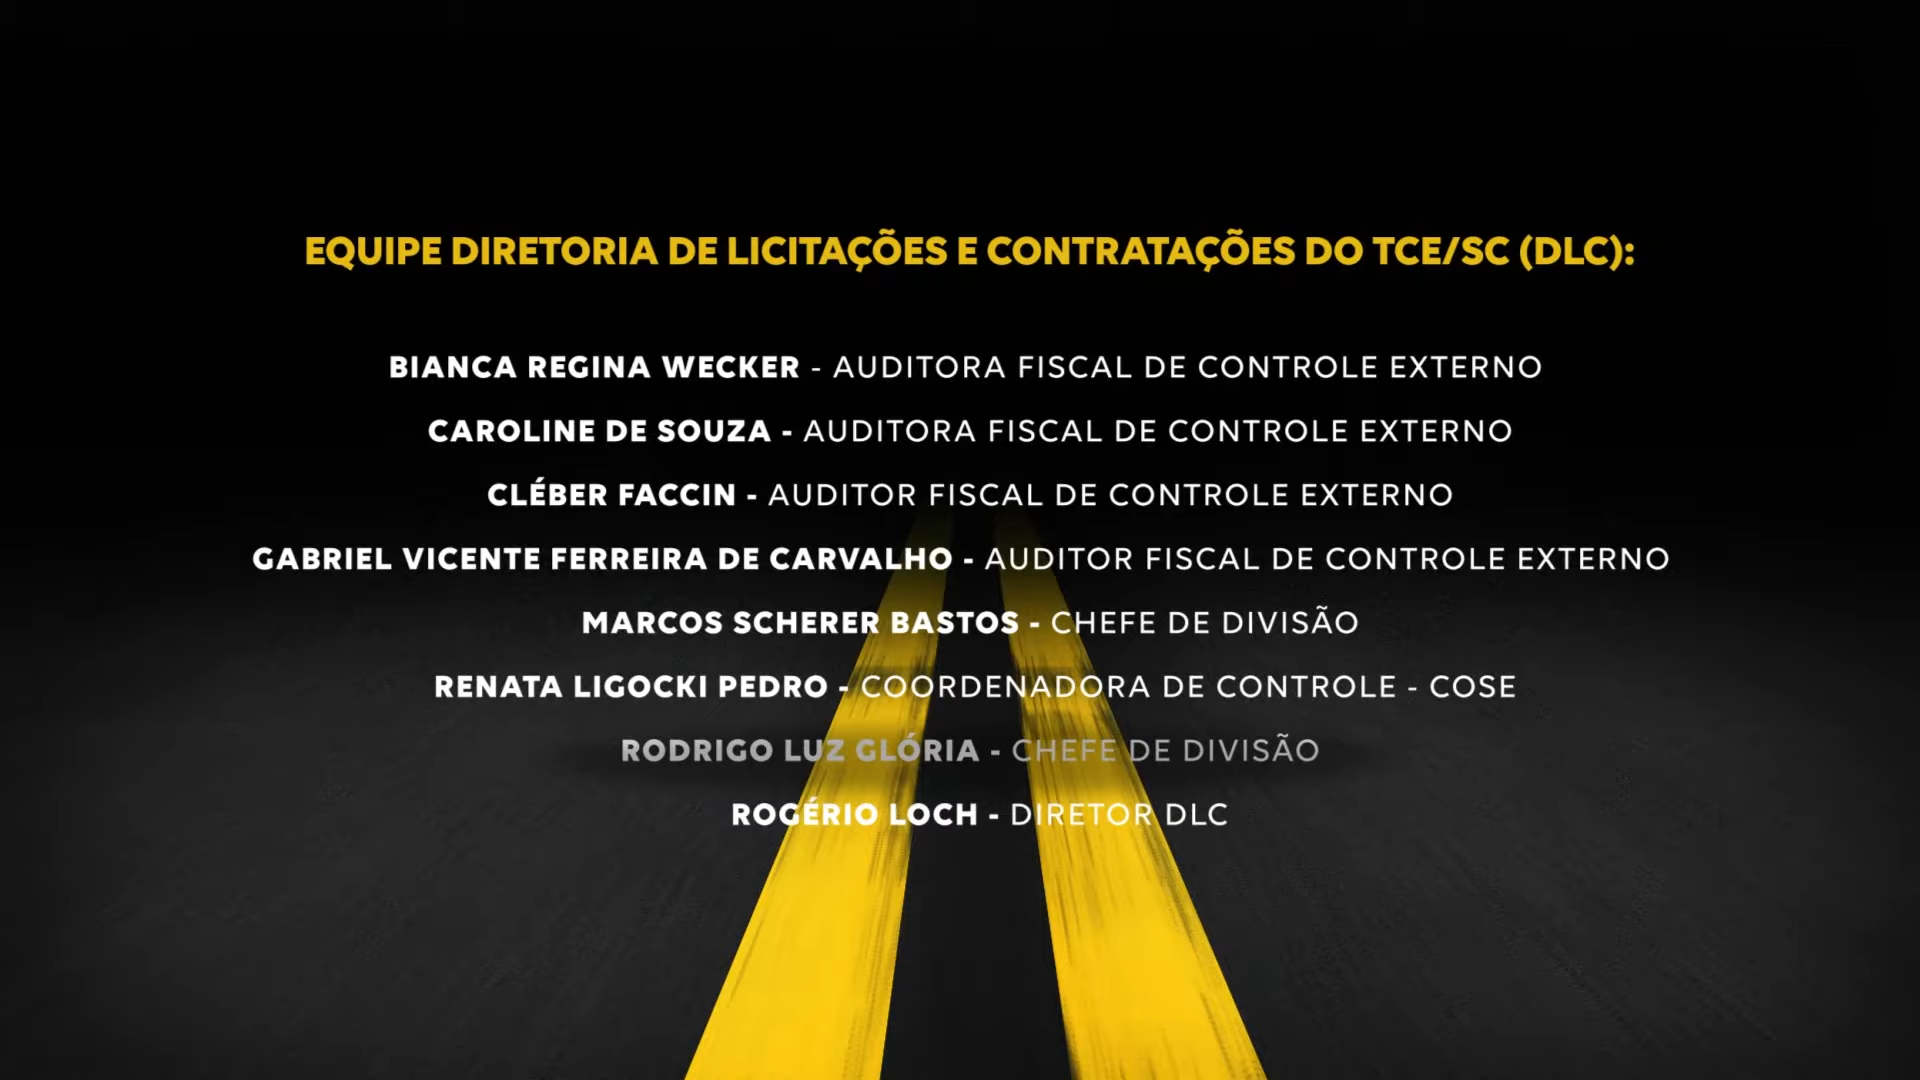 EQUIPE DIRETORIA DE LICITAÇÕES E CONTRATAÇÕES DO TCE/SC (DLC):
BIANCA REGINA WECKER - AUDITORA FISCAL DE CONTROLE EXTERNO
CAROLINE DE SOUZA - AUDITORA FISCAL DE CONTROLE EXTERNO
CLÉBER FACCIN - AUDITOR FISCAL DE CONTROLE EXTERNO
GABRIEL VICENTE FERREIRA DE CARVALHO - AUDITOR FISCAL DE CONTROLE EXTERNO
MARCOS SCHERER BASTOS - CHEFE DE DIVISÃO
RENATA LIGOCKI PEDRO - COORDENADORA DE CONTROLE - COSE
RODRIGO LUZ GLÓRIA - CHEFE DE DIVISÃO
ROGÉRIO LOCH - DIRETOR DLC